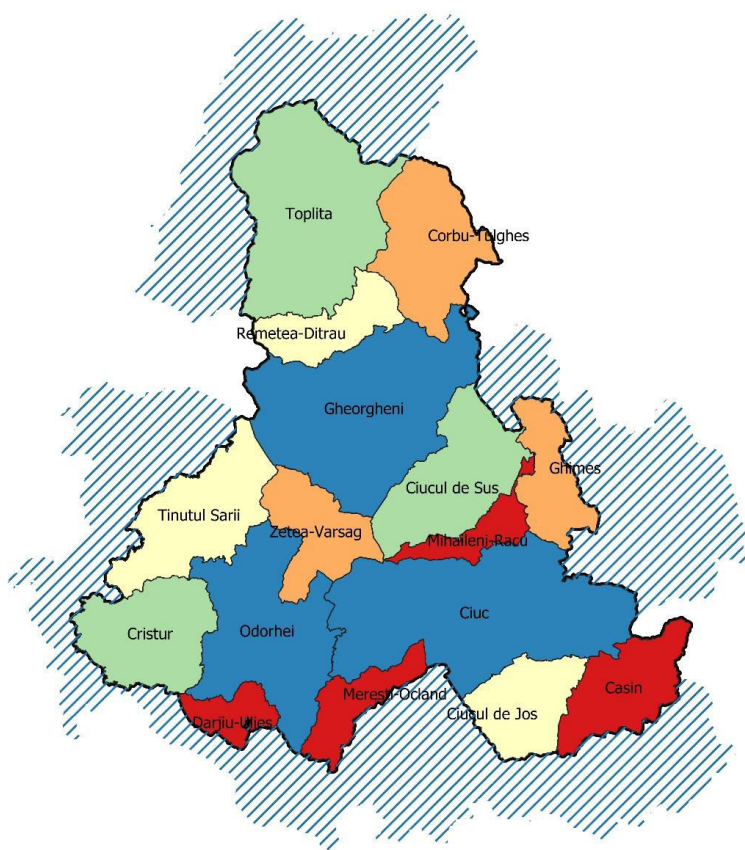 Toplita
Corbu-Tulghes
Remetea-Ditrau
Gheorgheni
Ghimes
Ciucul de Sus
Tinutul Sarii
Zetea-Varsag
Mihaileni-Racu
Ciuc
Cristur
Odorhei
Casin
Meresti-Ocland
Ciucul de Jos
Darjiu-Ulies